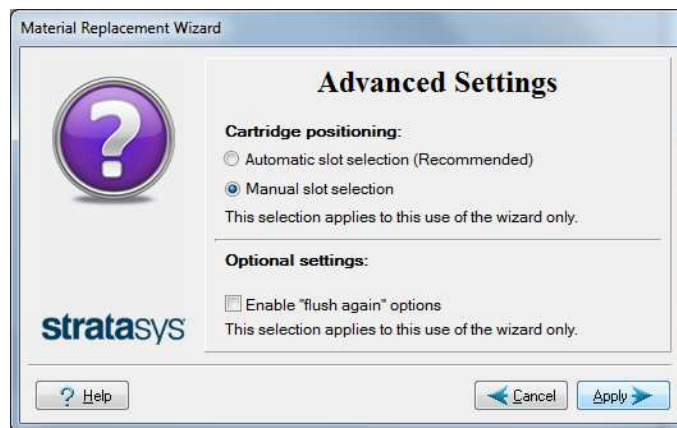 Material Replacement Wizard
Advanced Settings
Cartridge positioning:
Automatic slot selection (Recommended)
Manual slot selection
This selection applies to this use of the wizard only.
Optional settings:
Enable "flush again" options
This selection applies to this use of the wizard only.
stratasys
? Help
Cancel
Apply